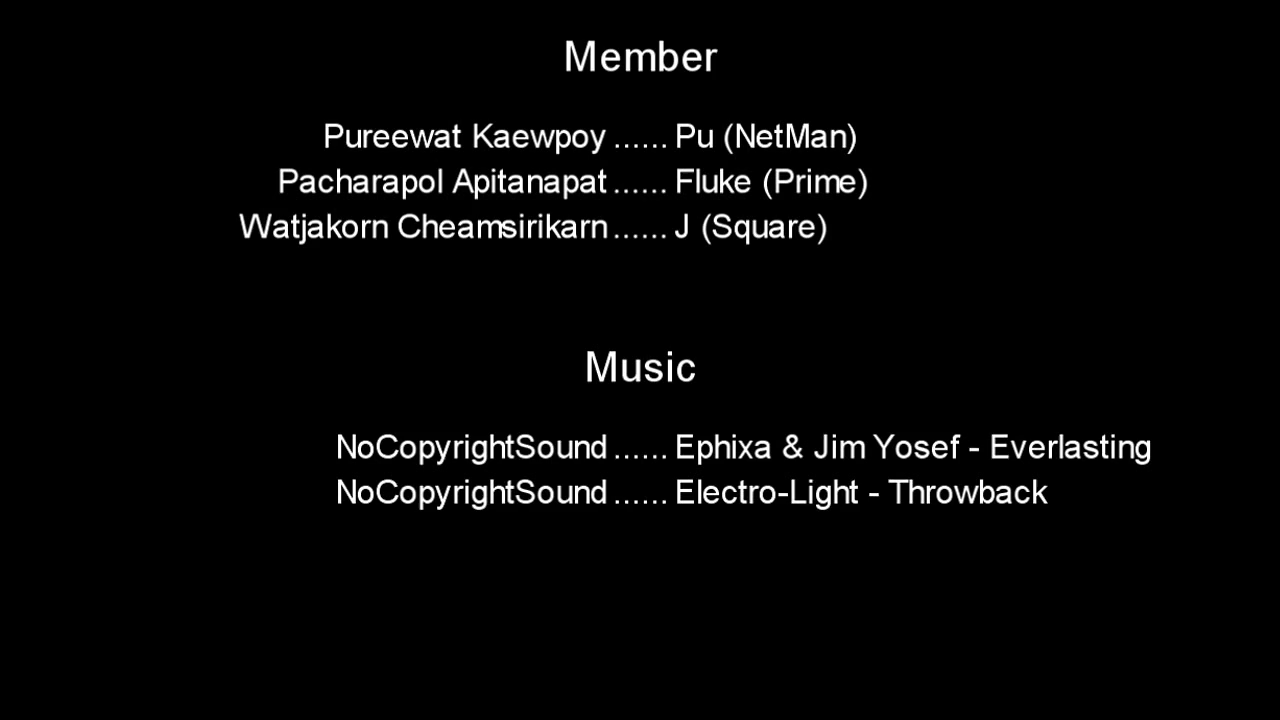 Member
Pureewat Kaewpoy ...... Pu (NetMan)
Pacharapol Apitanapat ...... Fluke (Prime)
Watjakorn Cheamsirikarn ...... J (Square)
Music
NoCopyrightSound ...... Ephixa & Jim Yosef - Everlasting
NoCopyrightSound ...... Electro-Light - Throwback